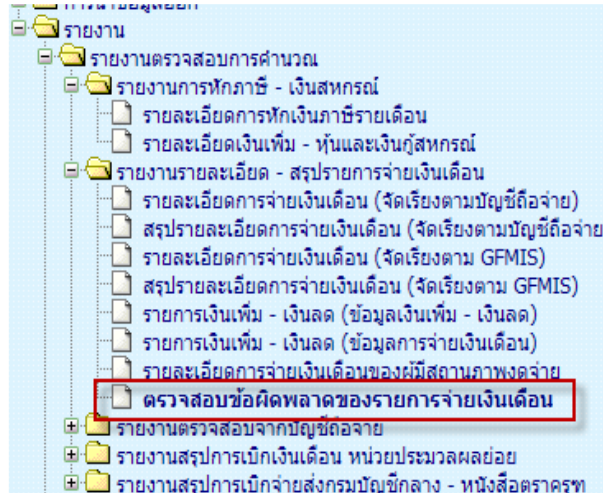 การนำข้อมูลออก
รายงาน
รายงานตรวจสอบการคำนวณ
รายงานการหักภาษี - เงินสหกรณ์
รายละเอียดการหักเงินภาษีรายเดือน
รายละเอียดเงินเพิ่ม - หุ้นและเงินกู้สหกรณ์
รายงานรายละเอียด - สรุปรายการจ่ายเงินเดือน
รายละเอียดการจ่ายเงินเดือน (จัดเรียงตามบัญชีถือจ่าย)
สรุปรายละเอียดการจ่ายเงินเดือน (จัดเรียงตามบัญชีถือจ่าย
รายละเอียดการจ่ายเงินเดือน (จัดเรียงตาม GFMIS)
สรุปรายละเอียดการจ่ายเงินเดือน (จัดเรียงตาม GFMIS)
รายการเงินเพิ่ม - เงินลด (ข้อมูลเงินเพิ่ม - เงินลด)
รายการเงินเพิ่ม - เงินลด (ข้อมูลการจ่ายเงินเดือน)
รายละเอียดการจ่ายเงินเดือนของผู้มีสถานภาพงดจ่าย
ตรวจสอบข้อผิดพลาดของรายการจ่ายเงินเดือน
รายงานตรวจสอบจากบัญชีถือจ่าย
รายงานสรุปการเบิกเงินเดือน หน่วยประมวลผลย่อย
รายงานสรุปการเบิกจ่ายส่งกรมบัญชีกลาง - หนังสือตราครุฑ